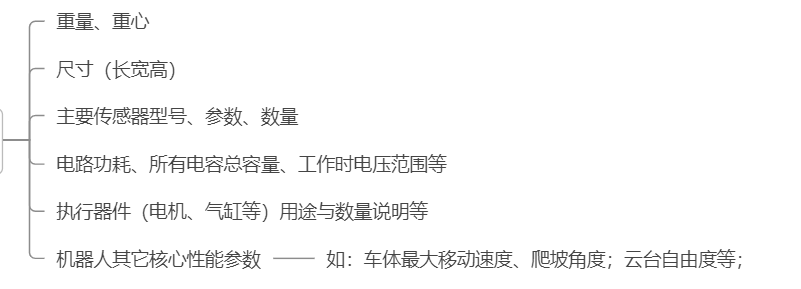 重量、重心
尺寸（长宽高）
主要传感器型号、参数、数量
电路功耗、所有电容总容量、工作时电压范围等
执行器件（电机、气缸等）用途与数量说明等
机器人其它核心性能参数 如：车体最大移动速度、爬坡角度；云台自由度等；